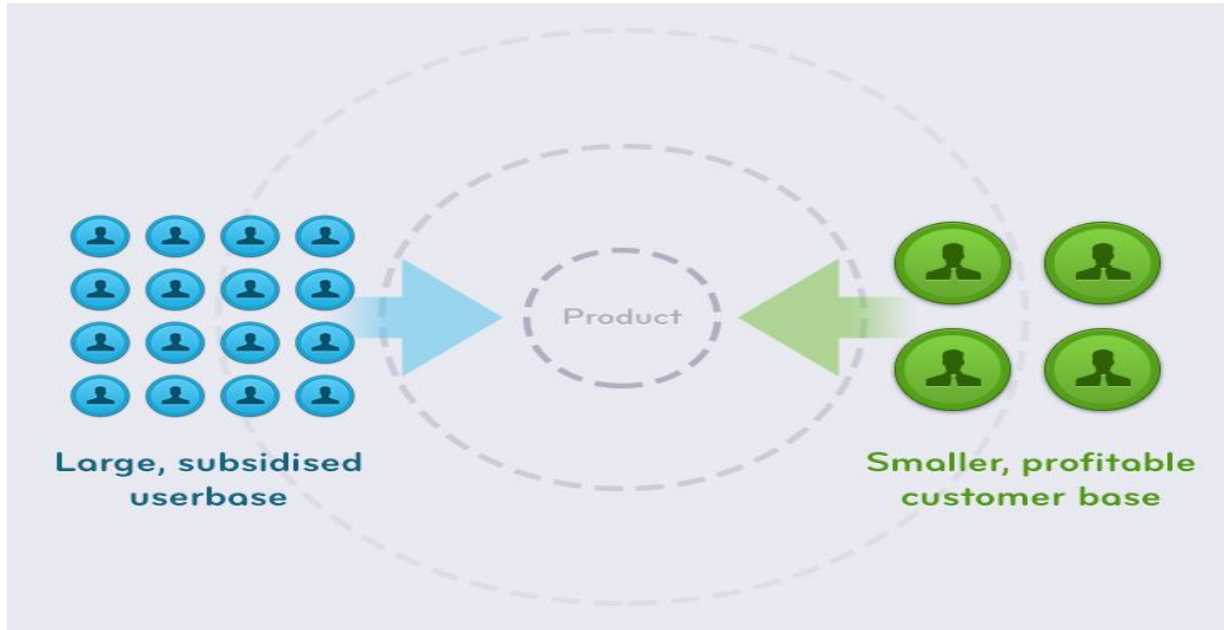 Product
Large, subsidised
userbase
Smaller, profitable
customer base